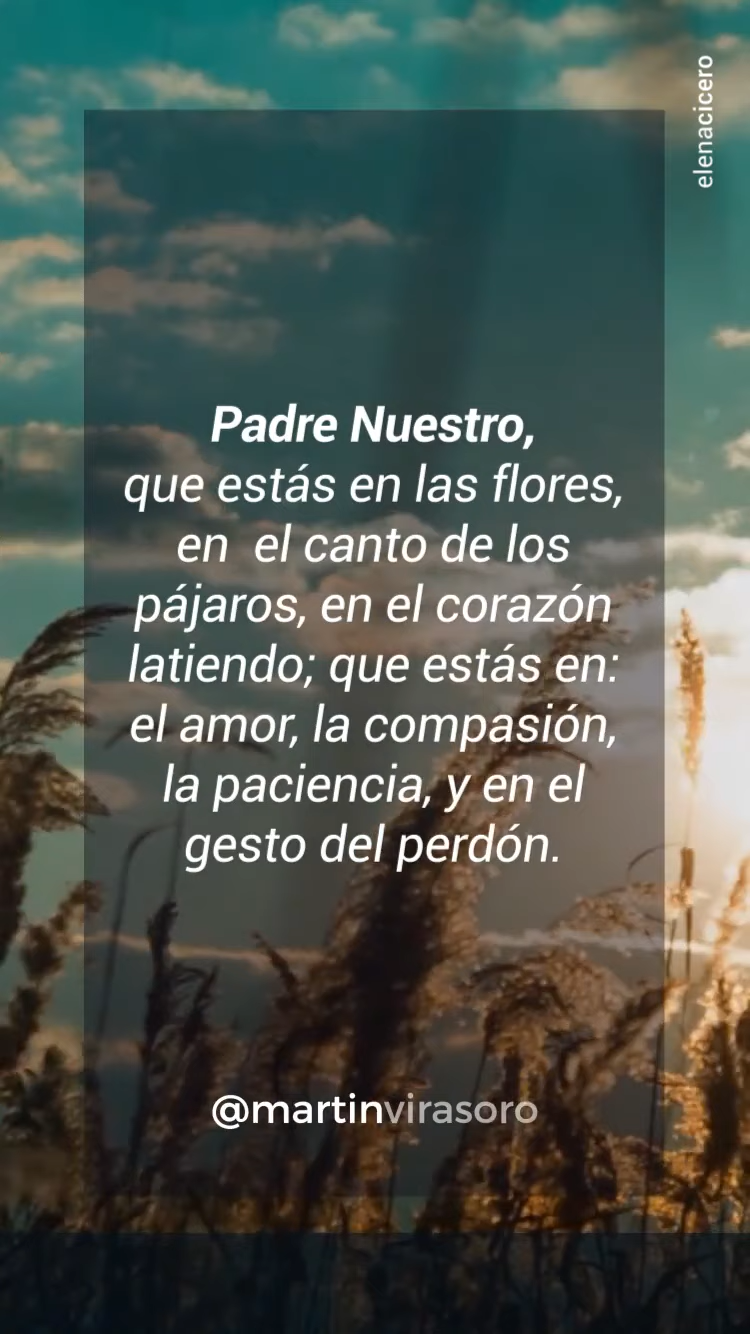 elenacicero
Padre Nuestro,
que estás en las flores,
en  el canto de los
pájaros, en el corazón
latiendo; que estás en:
el amor, la compasión,
la paciencia, y en el
gesto del perdón.
@martinvirasoro